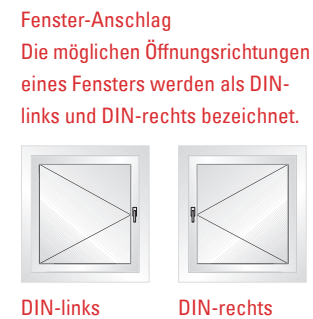 Fenster-Anschlag
Die möglichen Öffnungsrichtungen
eines Fensters werden als DIN-
links und DIN-rechts bezeichnet.
DIN-links DIN-rechts